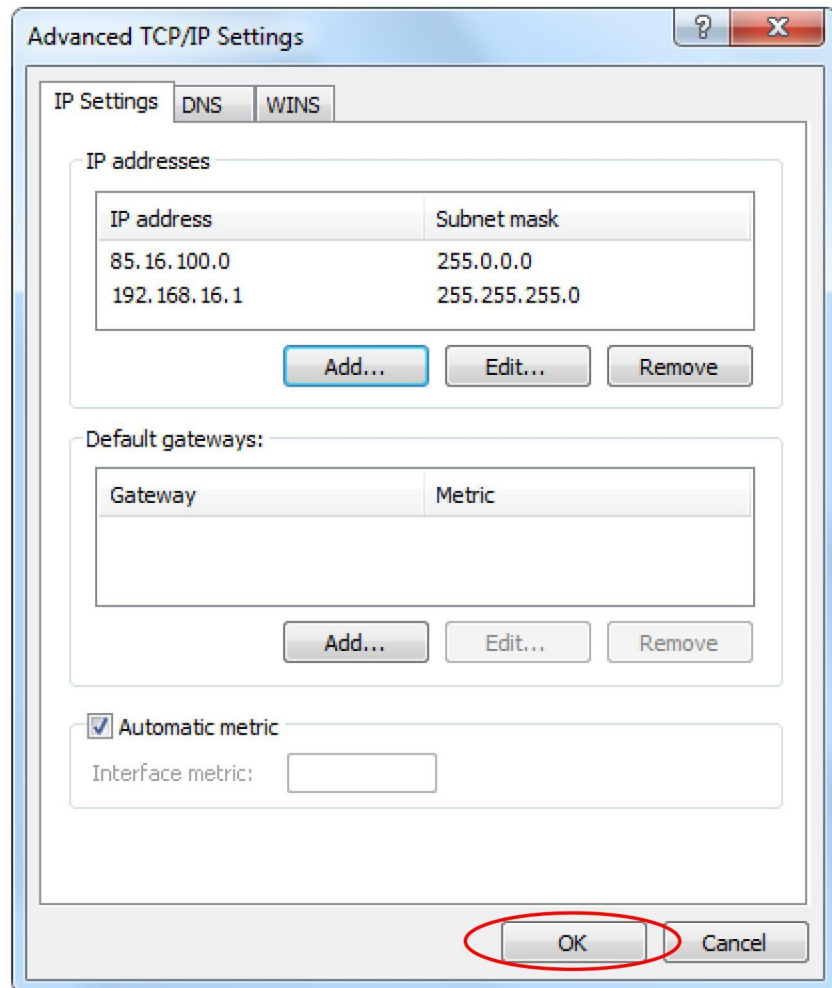 Advanced TCP/IP Settings
IP Settings DNS WINS
IP addresses
IP address Subnet mask
85.16.100.0 255.0.0.0
192.168.16.1 255.255.255.0
Add... Edit... Remove
Default gateways:
Gateway Metric
Add... Edit... Remove
Automatic metric
Interface metric:
OK Cancel